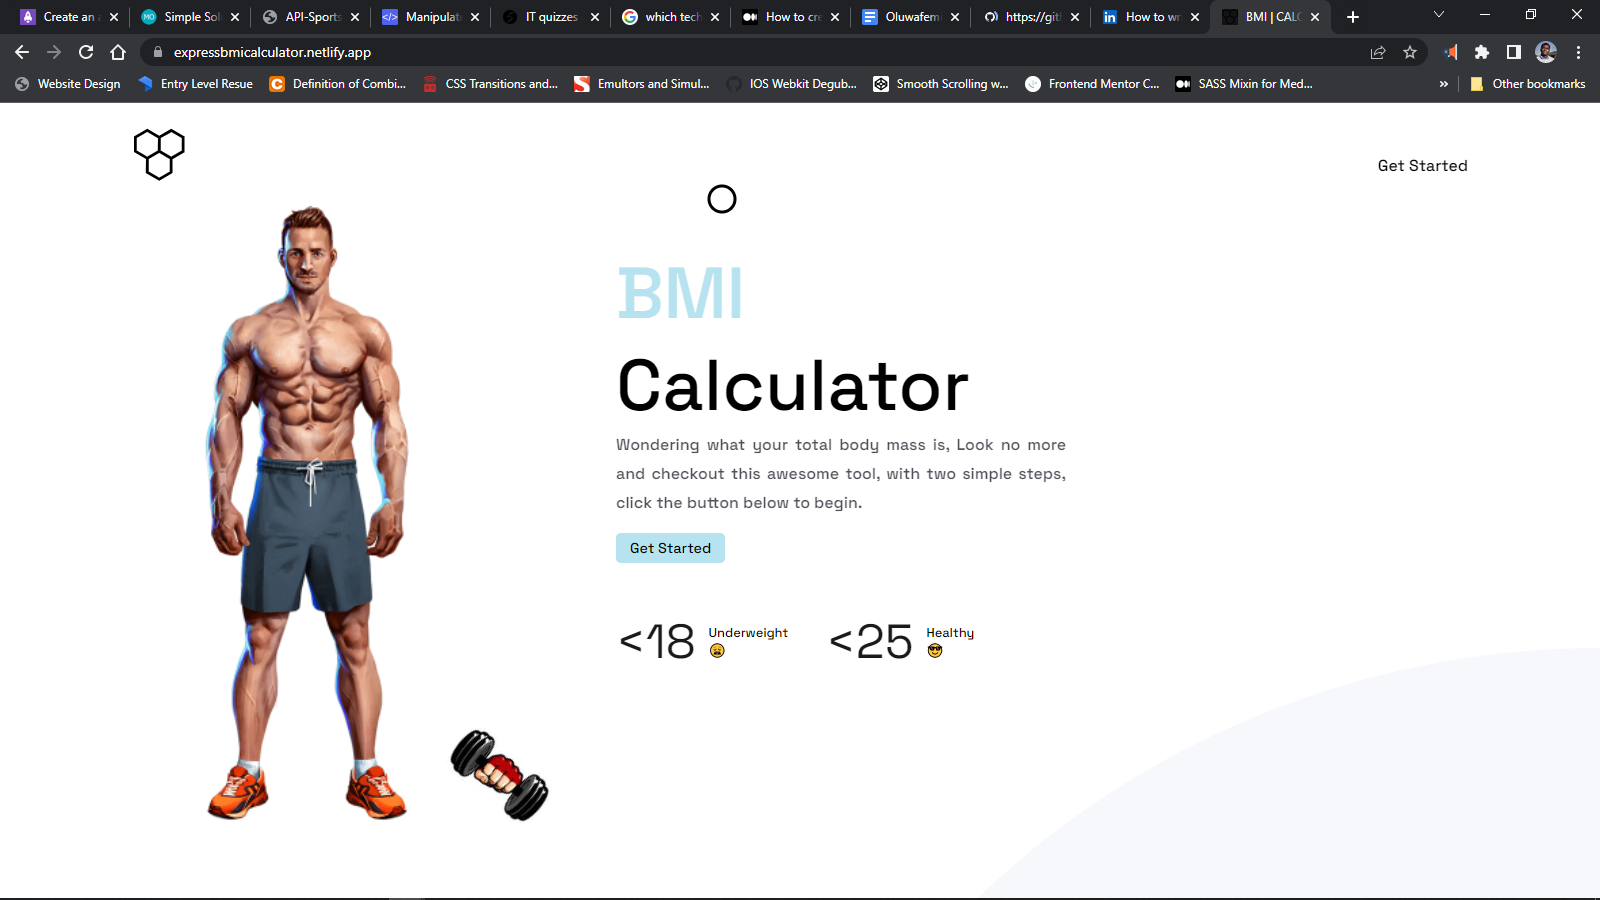 Create an
Simple Sol
API-Sports
Manipulat
IT quizzes
which tech
How to cre
Oluwafemi
https://git
How to wr
BMI | CALC
expressbmicalculator.netlify.app
Website Design
Entry Level Resue
Definition of Combi...
CSS Transitions and...
Emultors and Simul...
IOS Webkit Degub...
Smooth Scrolling w...
Frontend Mentor C...
SASS Mixin for Med...
»
Other bookmarks
Get Started
BMI
Calculator
Wondering what your total body mass is, Look no more
and checkout this awesome tool, with two simple steps,
click the button below to begin.
Get Started
<18 Underweight
<25 Healthy